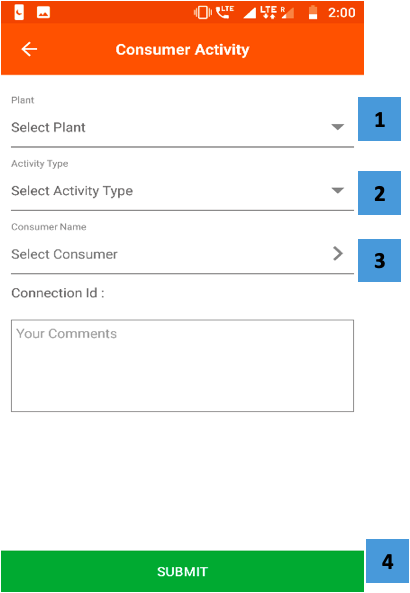 LTE LTE R 2:00
Consumer Activity
Plant
Select Plant
1
Activity Type
Select Activity Type
2
Consumer Name
Select Consumer
3
Connection Id :
Your Comments
SUBMIT
4